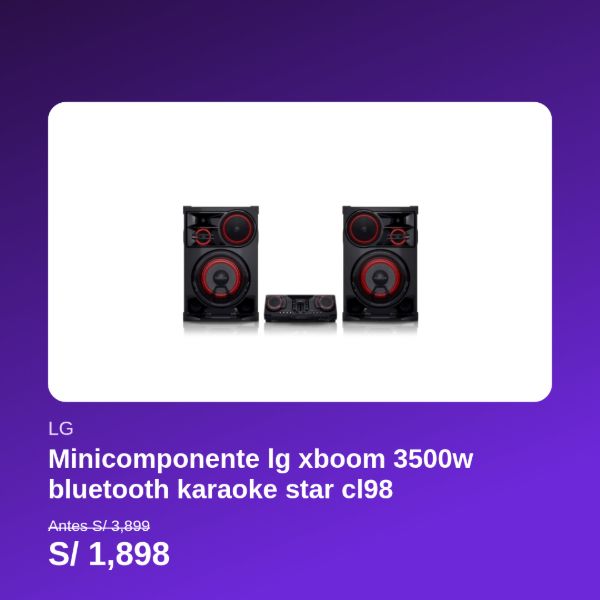 LG
Minicomponente lg xboom 3500w
bluetooth karaoke star cl98
Antes S/ 3,899
S/ 1,898